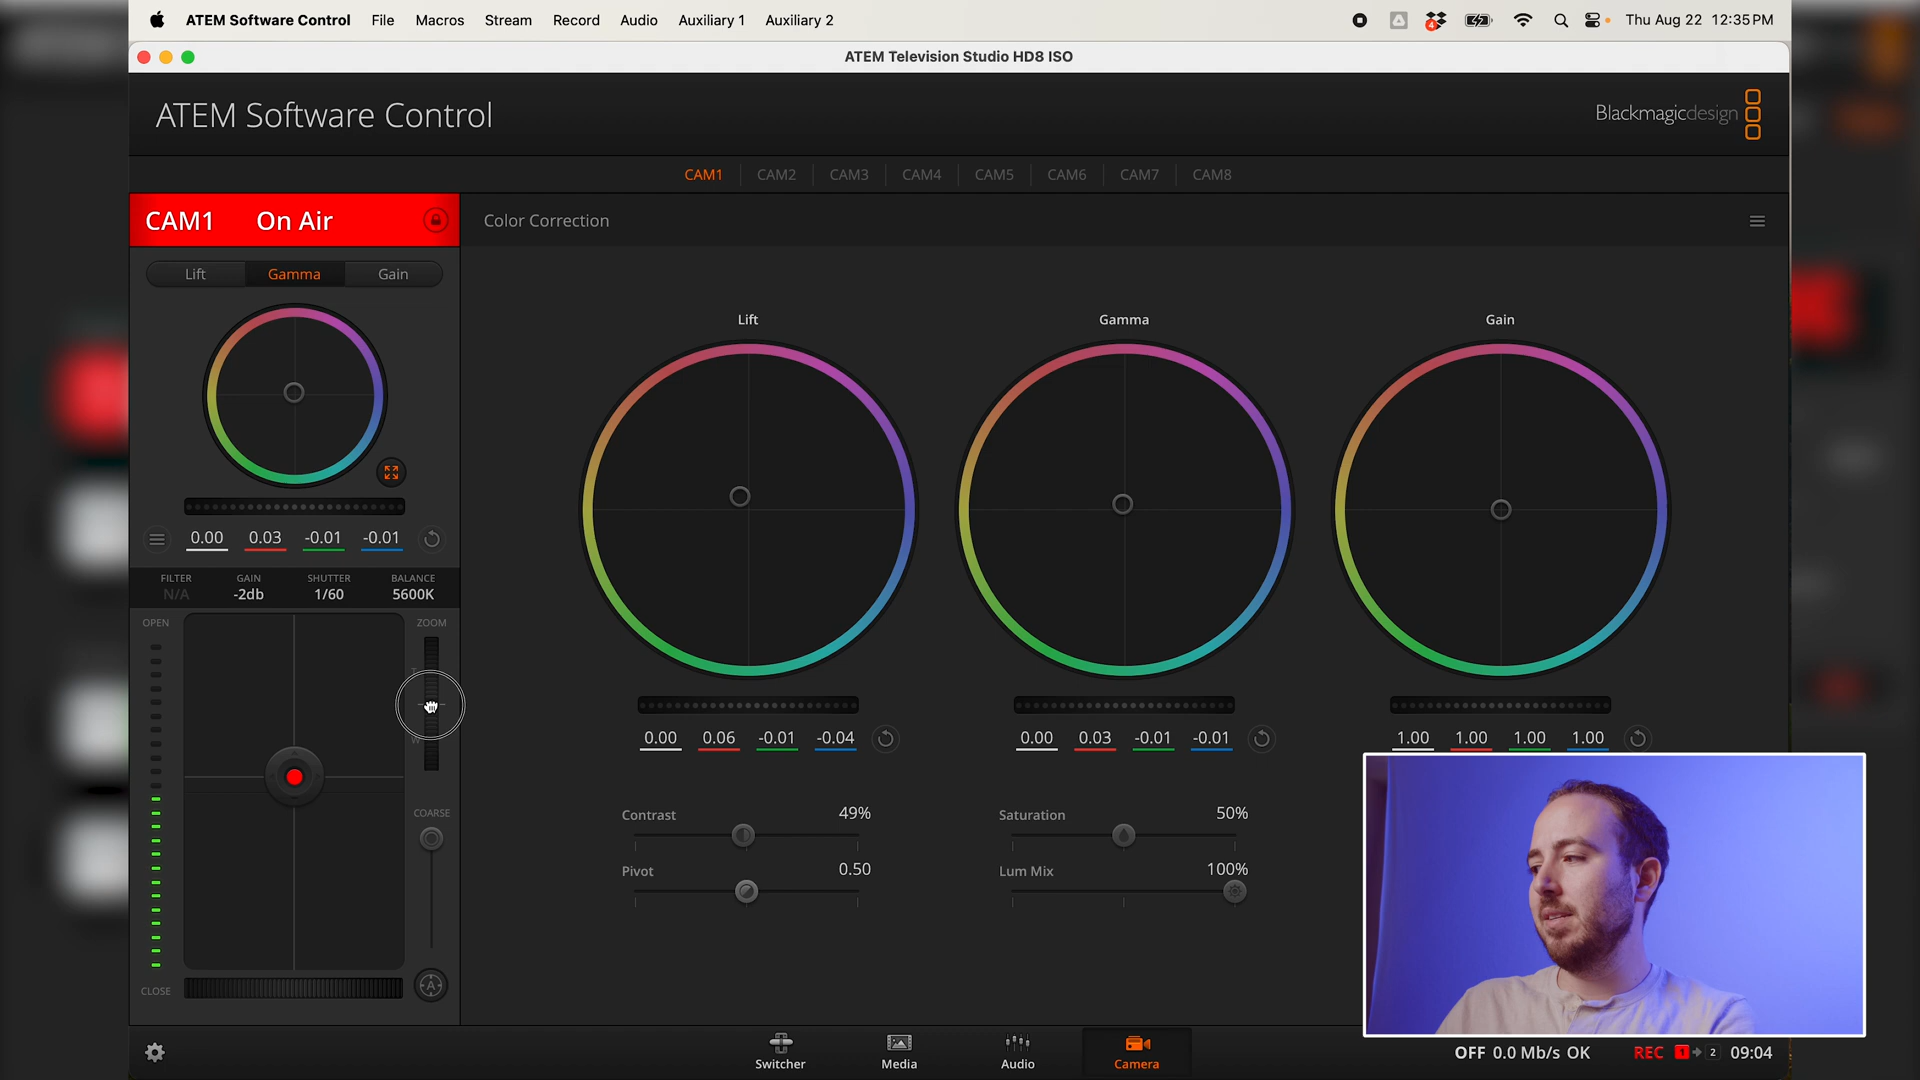 ATEM Software Control File Macros Stream Record Audio Auxiliary 1 Auxiliary 2
4
Thu Aug 22 12:35 PM
ATEM Television Studio HD8 ISO
ATEM Software Control
Blackmagicdesign
CAM1 CAM2 CAM3 CAM4 CAM5 CAM6 CAM7 CAM8
CAM1 On Air
Color Correction
Lift Gamma Gain
Lift Gamma Gain
0.00 0.03 -0.01 -0.01
FILTER GAIN SHUTTER BALANCE
N/A -2db 1/60 5600K
OPEN ZOOM
T
W
0.00 0.06 -0.01 -0.04
0.00 0.03 -0.01 -0.01
1.00 1.00 1.00 1.00
COARSE
Contrast 49%
Saturation 50%
Pivot 0.50
Lum Mix 100%
CLOSE
A
Switcher Media Audio Camera
OFF 0.0 Mb/s OK REC 1 2 09:04